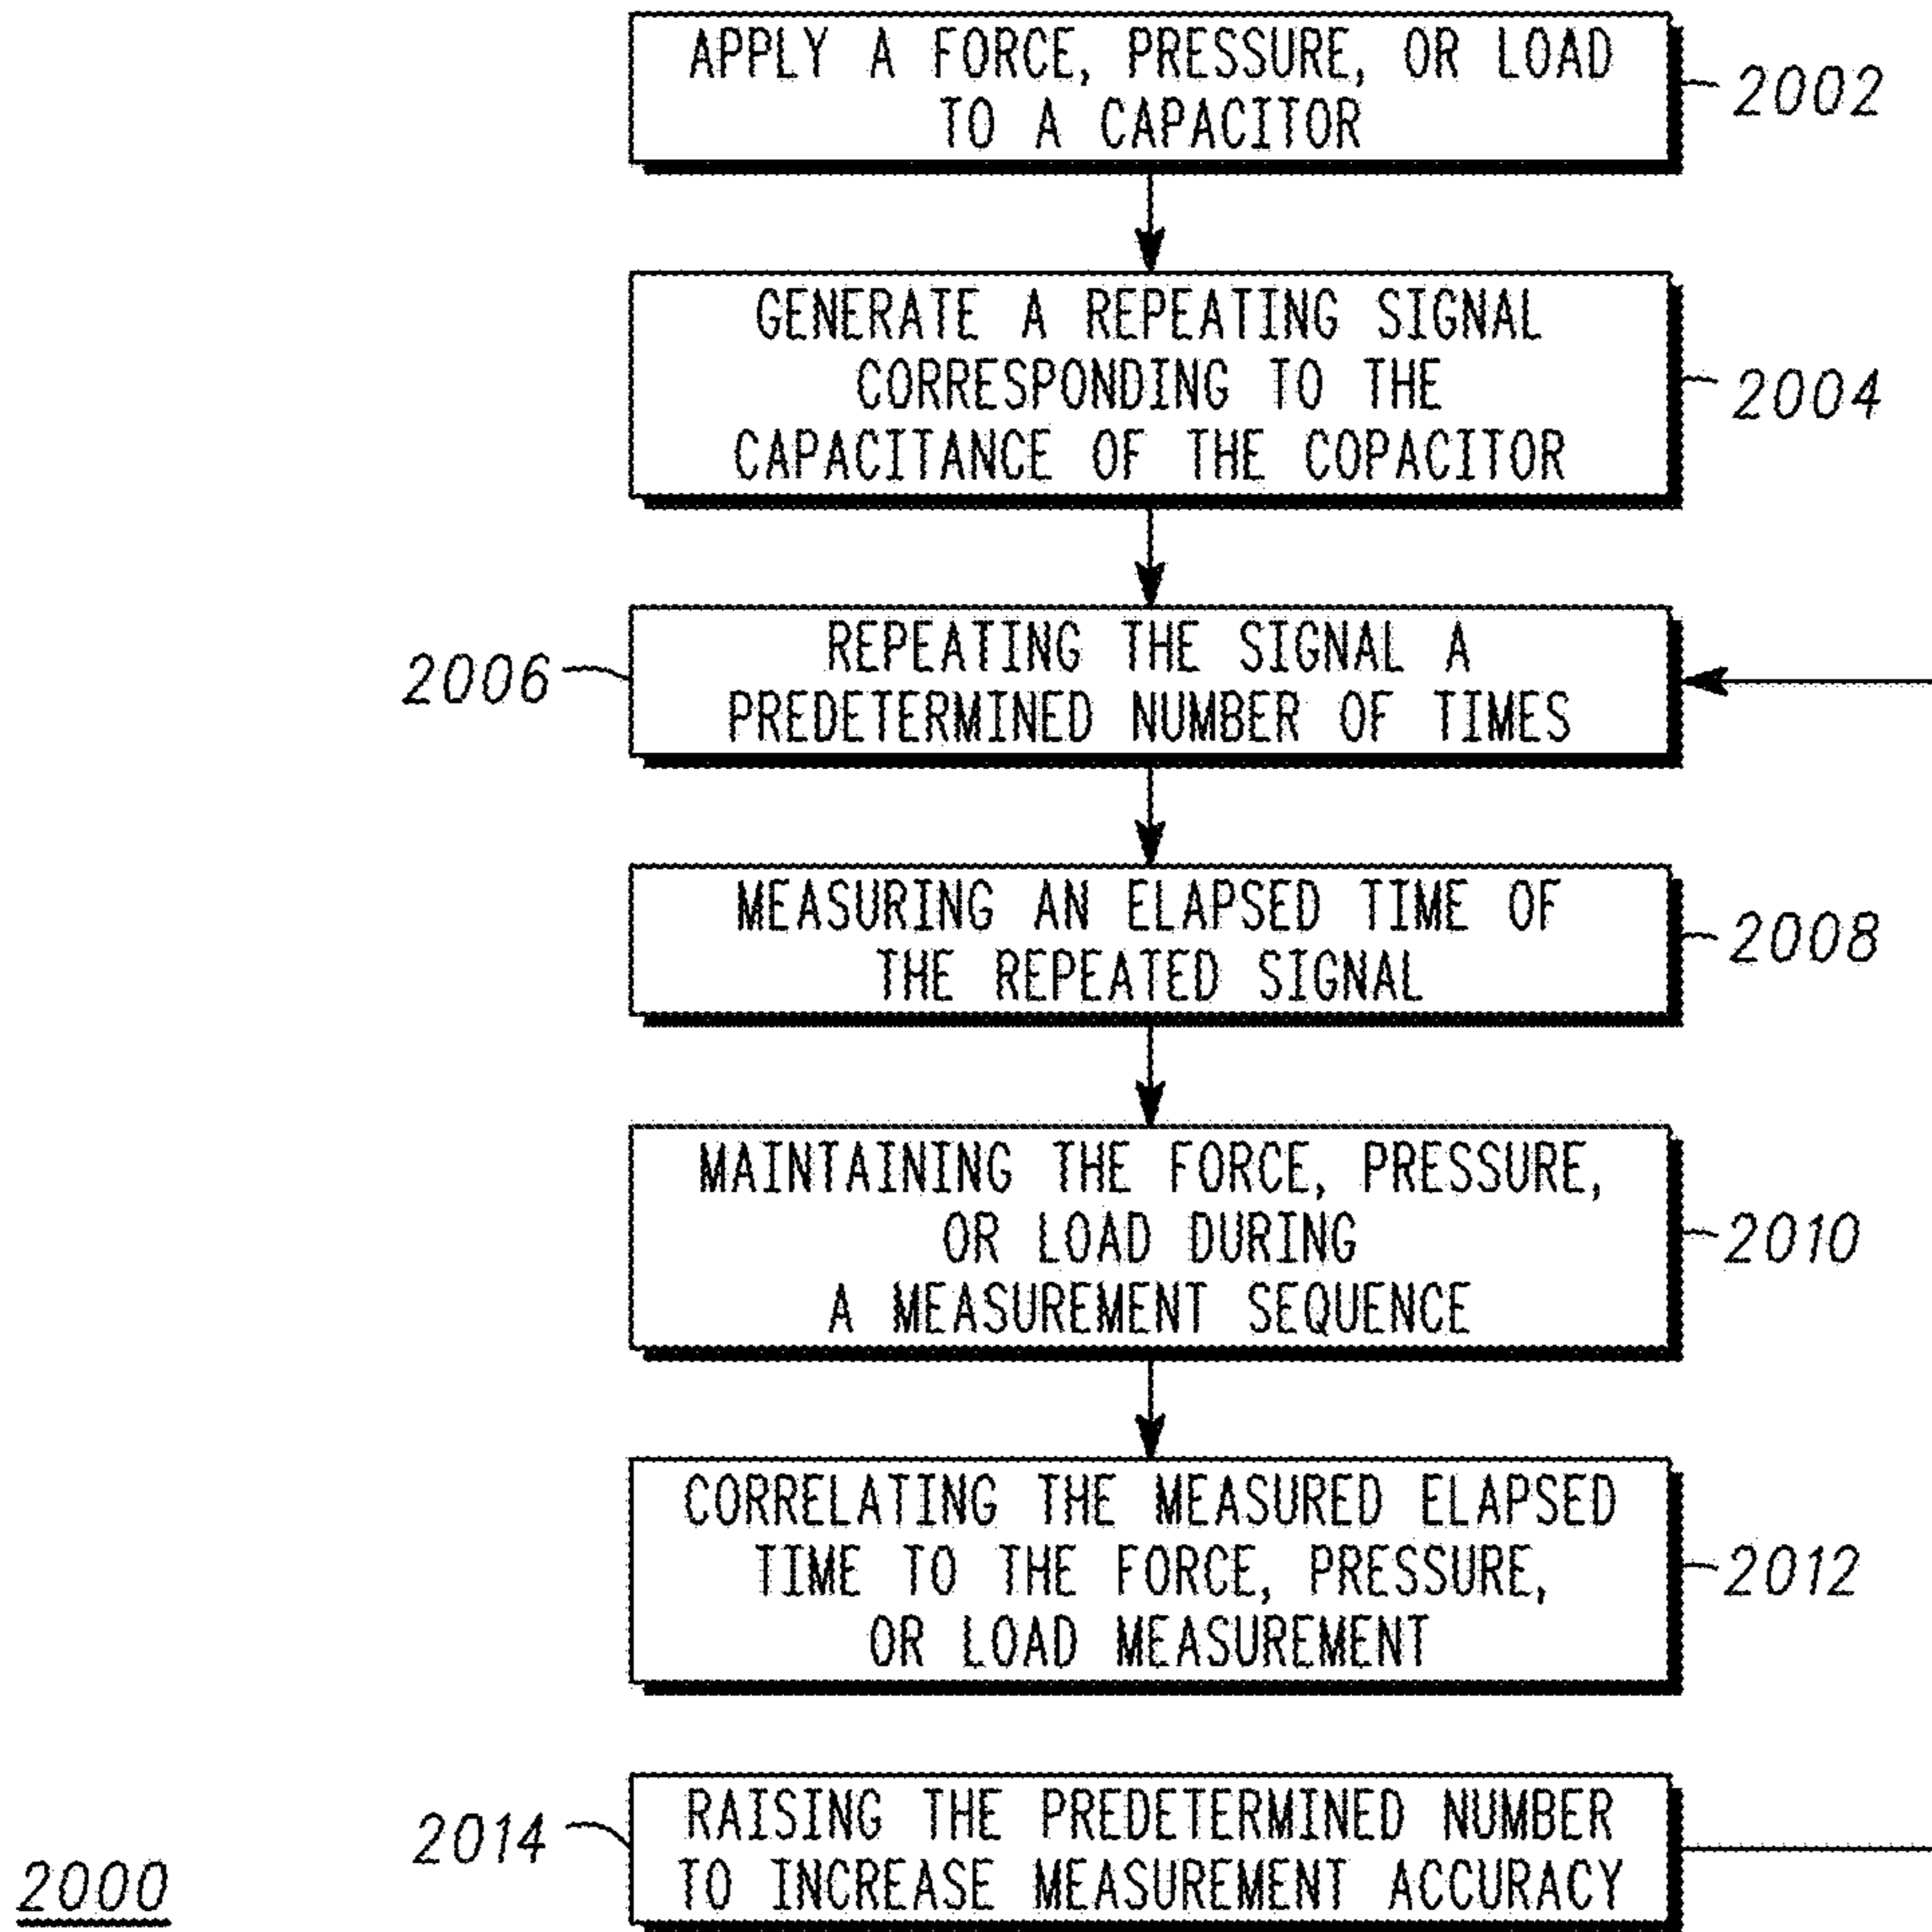 APPLY A FORCE, PRESSURE, OR LOAD
TO A CAPACITOR
2002
GENERATE A REPEATING SIGNAL
CORRESPONDING TO THE
CAPACITANCE OF THE COPACITOR
2004
2006
REPEATING THE SIGNAL A
PREDETERMINED NUMBER OF TIMES
MEASURING AN ELAPSED TIME OF
THE REPEATED SIGNAL
2008
MAINTAINING THE FORCE, PRESSURE,
OR LOAD DURING
A MEASUREMENT SEQUENCE
2010
CORRELATING THE MEASURED ELAPSED
TIME TO THE FORCE, PRESSURE,
OR LOAD MEASUREMENT
2012
2014
RAISING THE PREDETERMINED NUMBER
TO INCREASE MEASUREMENT ACCURACY
2000